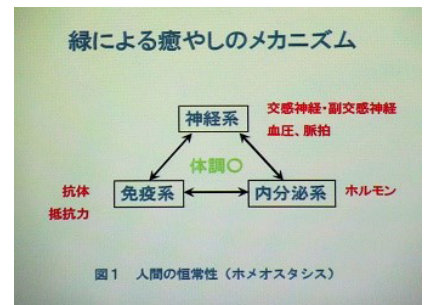 緑による癒やしのメカニズム
神経系
交感神経・副交感神経
血圧、脈拍
体調〇
抗体
抵抗力
免疫系
内分泌系
ホルモン
図1 人間の恒常性（ホメオスタシス）